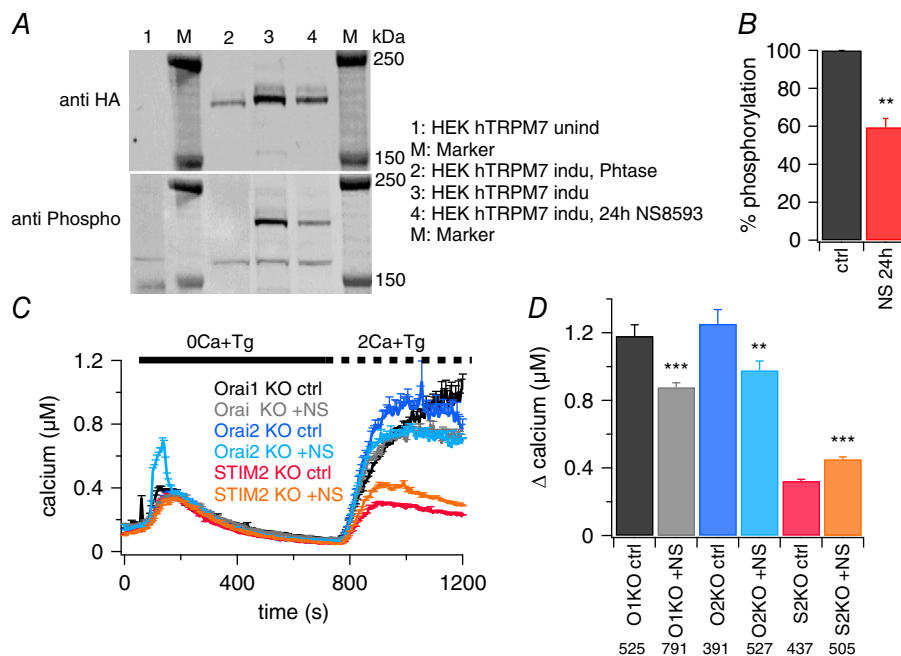 A
1 M 2 3 4 M kDa
250
anti HA
150
250
anti Phospho
150
1: HEK hTRPM7 unind
M: Marker
2: HEK hTRPM7 indu, Phtase
3: HEK hTRPM7 indu
4: HEK hTRPM7 indu, 24h NS8593
M: Marker
B
% phosphorylation
100
80
60
40
20
0
**
ctrl
NS 24h
C
0Ca+Tg
2Ca+Tg
calcium (µM)
1.2
0.8
0.4
0
Orai1 KO ctrl
Orai KO +NS
Orai2 KO ctrl
Orai2 KO +NS
STIM2 KO ctrl
STIM2 KO +NS
0 400 800 1200
time (s)
D
Δ calcium (µM)
1.2
0.8
0.4
0
***
**
***
O1KO ctrl
O1KO +NS
O2KO ctrl
O2KO +NS
S2KO ctrl
S2KO +NS
525 791 391 527 437 505